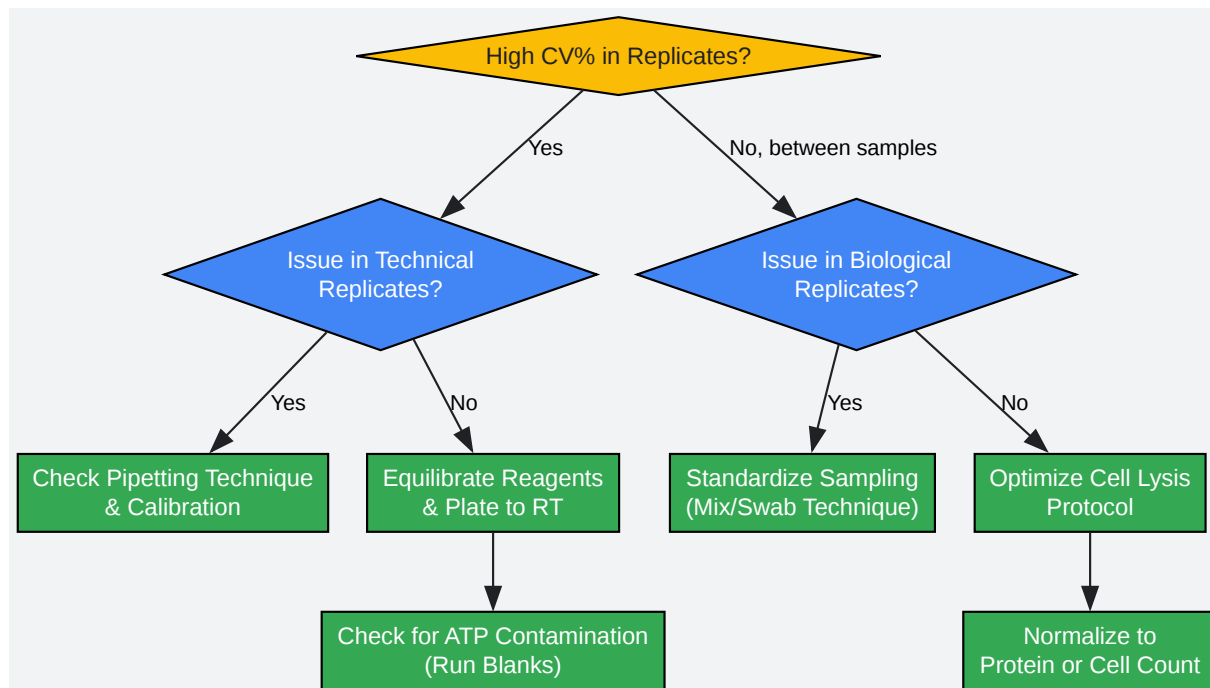 High CV% in Replicates?
Yes
No, between samples
Issue in Technical
Replicates?
Issue in Biological
Replicates?
Yes
No
Yes
No
Check Pipetting Technique
& Calibration
Equilibrate Reagents
& Plate to RT
Standardize Sampling
(Mix/Swab Technique)
Optimize Cell Lysis
Protocol
Check for ATP Contamination
(Run Blanks)
Normalize to
Protein or Cell Count